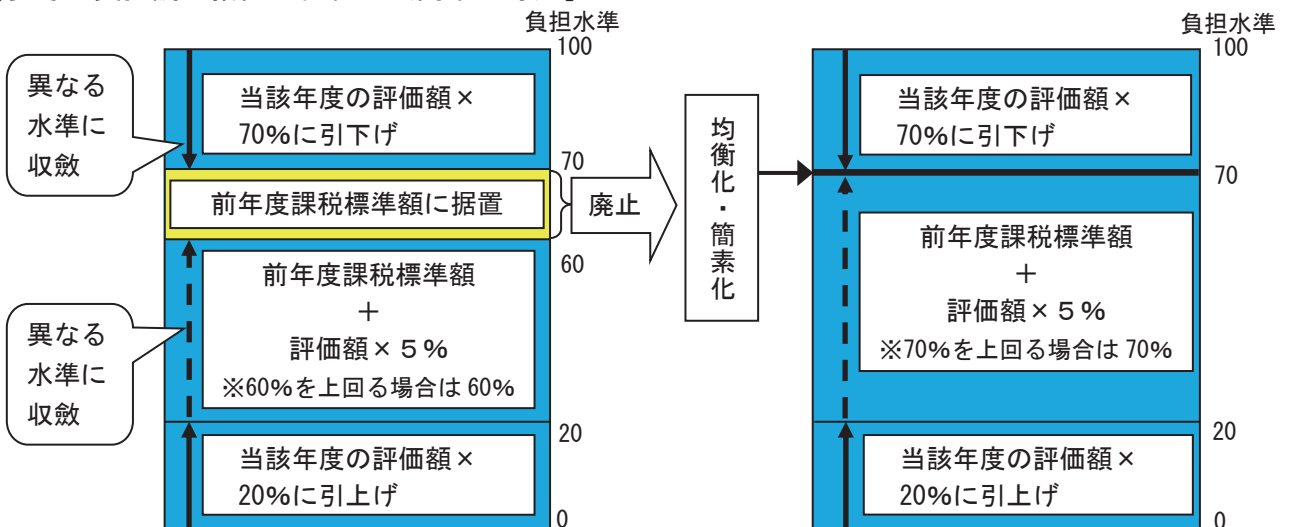 負担水準
100
異なる
水準に
収斂
当該年度の評価額×
70%に引下げ
70
前年度課税標準額に据置
60
前年度課税標準額
＋
評価額×５%
※60%を上回る場合は 60%
異なる
水準に
収斂
20
当該年度の評価額×
20%に引上げ
0
廃止
均衡化・簡素化
負担水準
100
当該年度の評価額×
70%に引下げ
70
前年度課税標準額
＋
評価額×５%
※70%を上回る場合は 70%
20
当該年度の評価額×
20%に引上げ
0